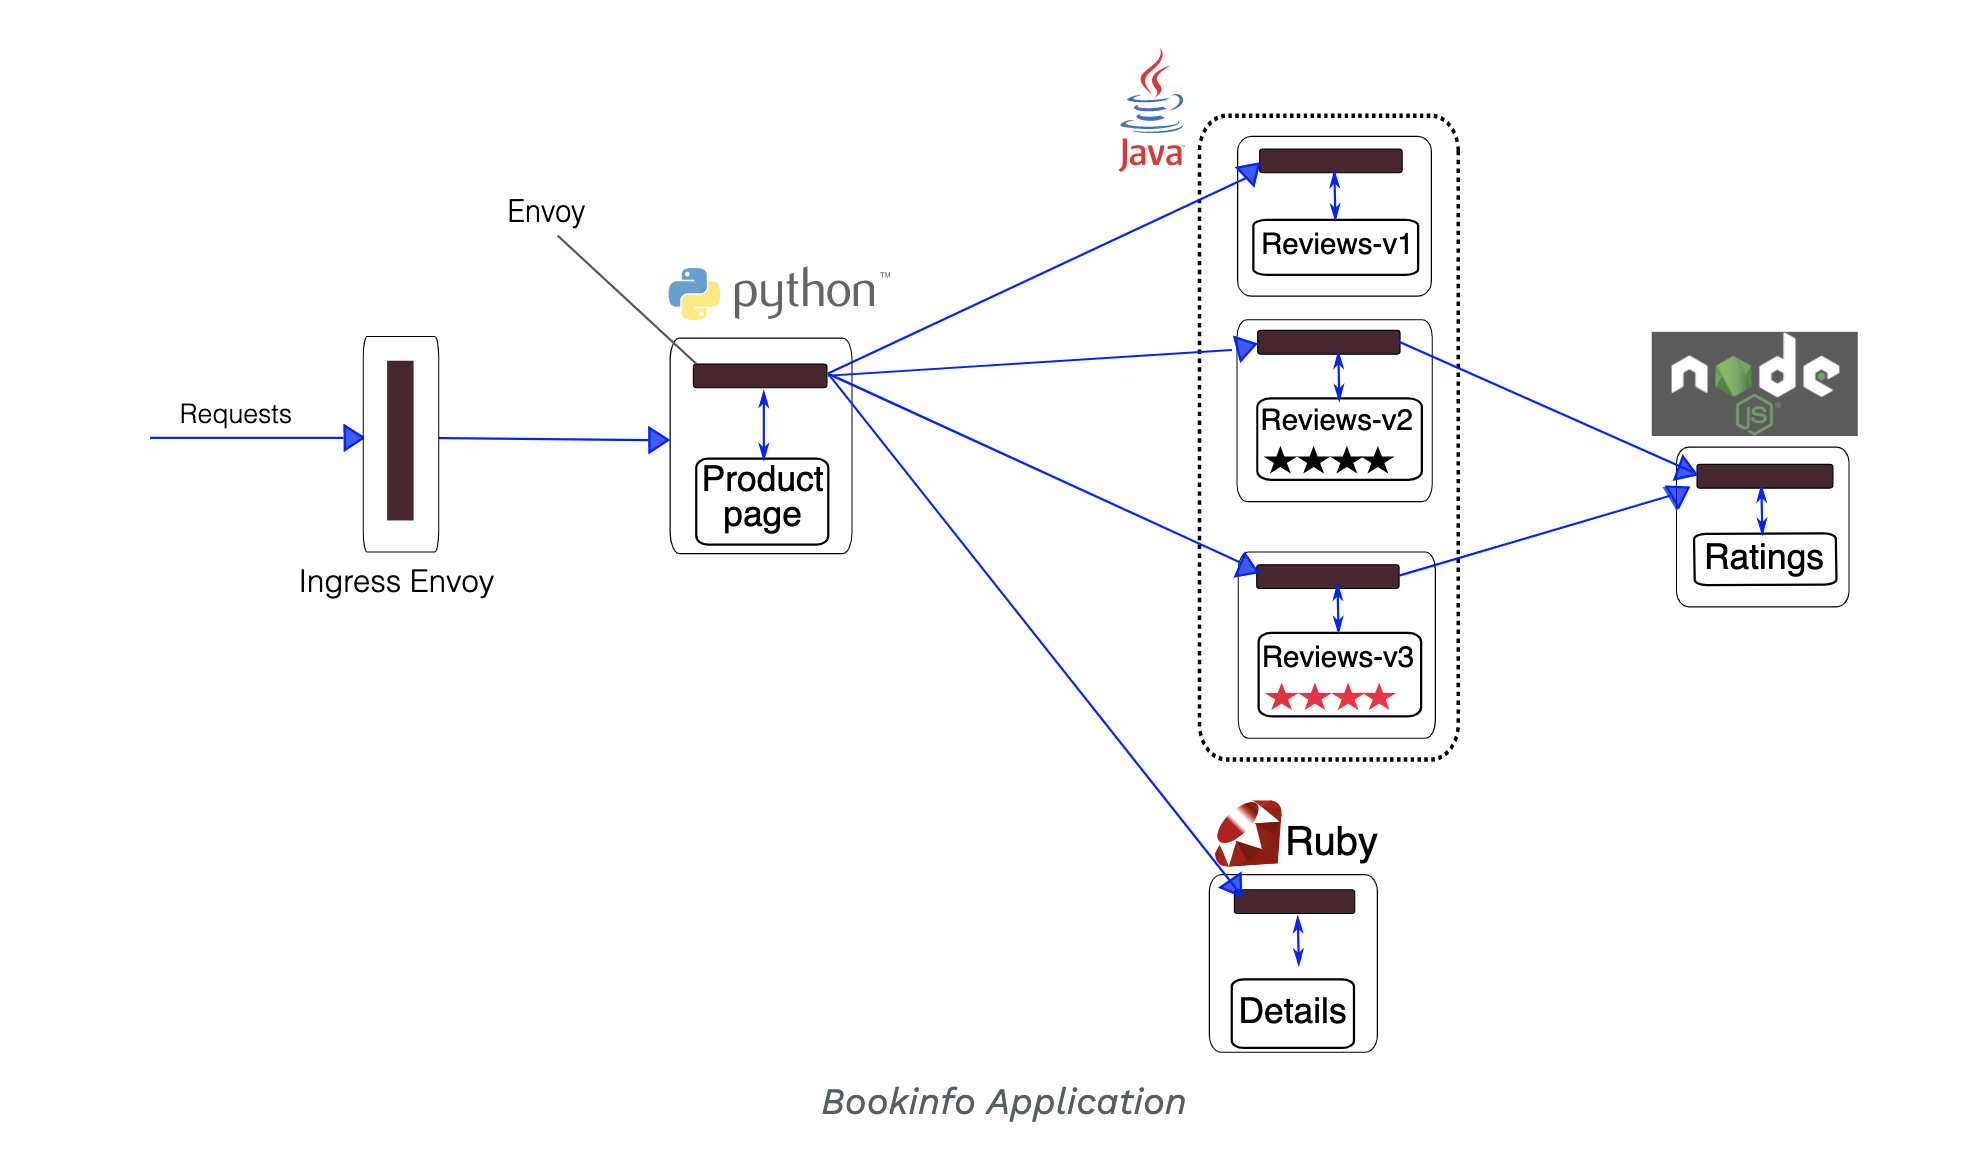 Java
Envoy
python™
Requests
Ingress Envoy
Product
page
Reviews-v1
Reviews-v2
Reviews-v3
node
JS
Ratings
Ruby
Details
Bookinfo Application